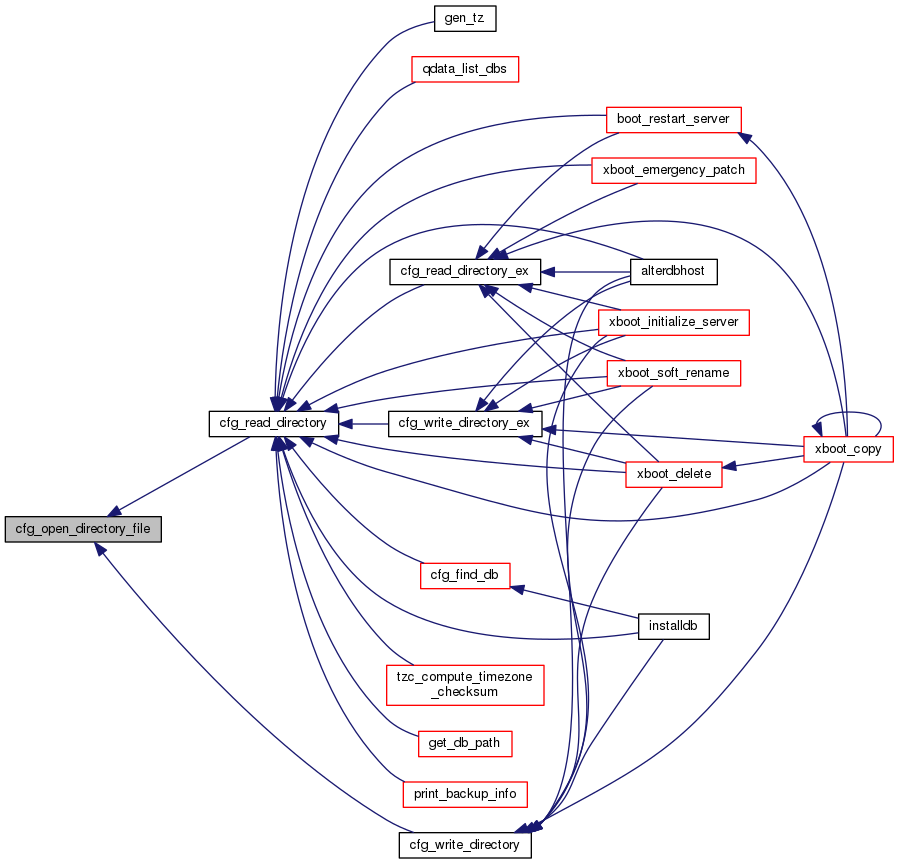 gen_tz
qdata_list_dbs
boot_restart_server
xboot_emergency_patch
cfg_read_directory_ex
alterdbhost
xboot_initialize_server
xboot_soft_rename
cfg_read_directory
cfg_write_directory_ex
xboot_copy
xboot_delete
cfg_open_directory_file
cfg_find_db
installdb
tzc_compute_timezone
_checksum
get_db_path
print_backup_info
cfg_write_directory